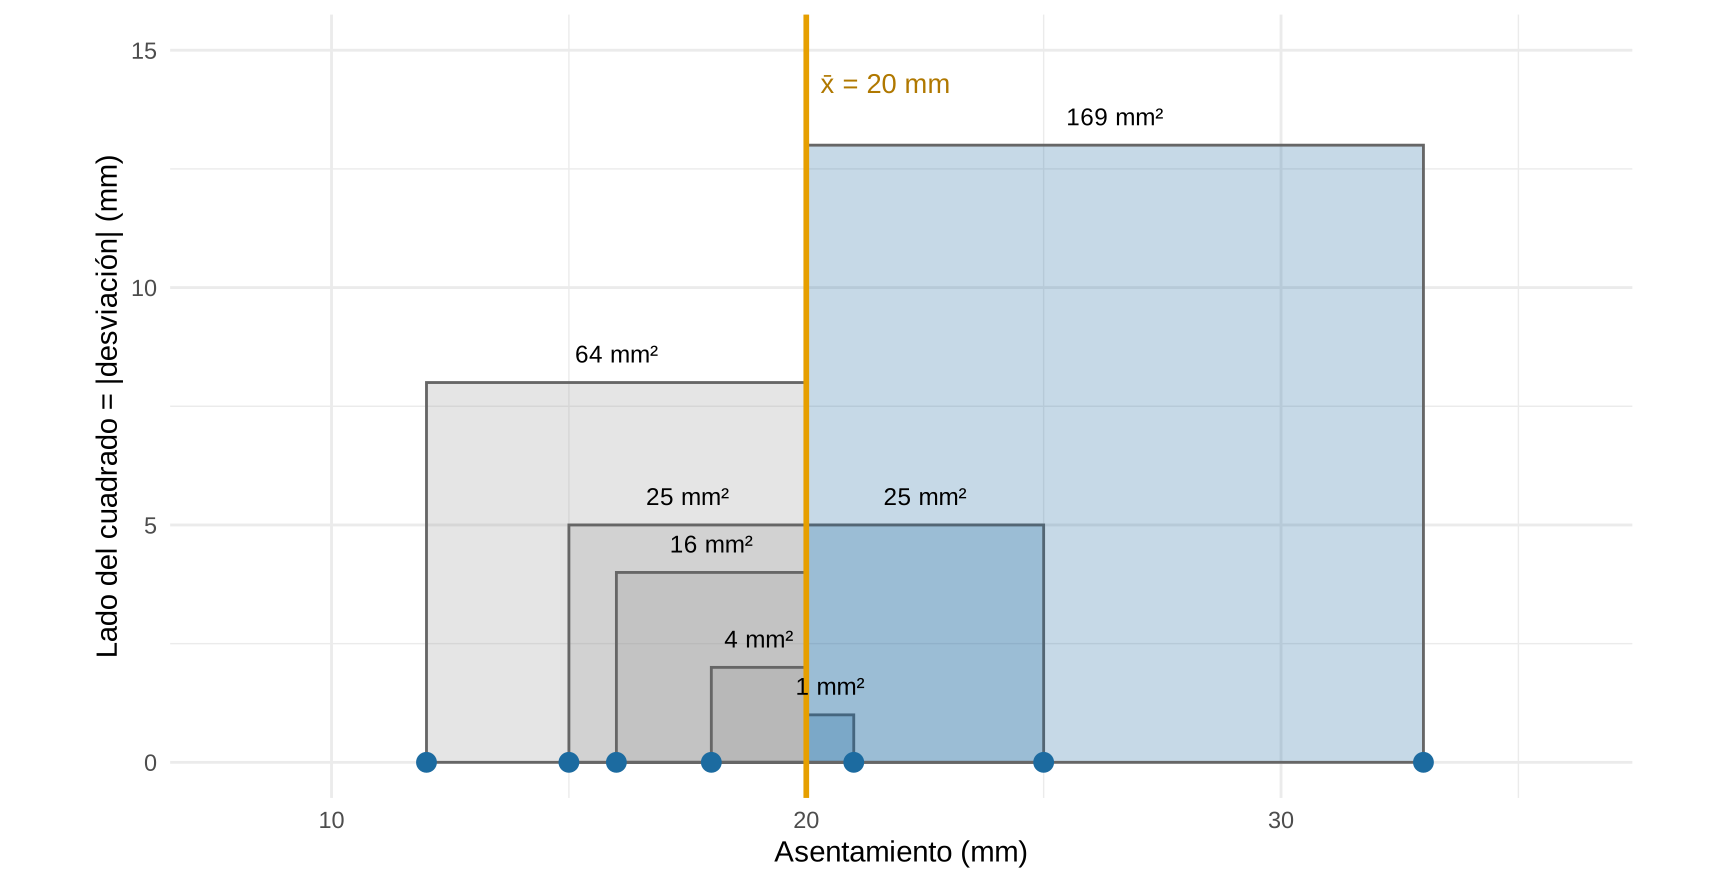 15
x̄ = 20 mm
169 mm²
10
64 mm²
25 mm²
25 mm²
5
16 mm²
4 mm²
1 mm²
0
10
20
30
Asentamiento (mm)
Lado del cuadrado = |desviación| (mm)